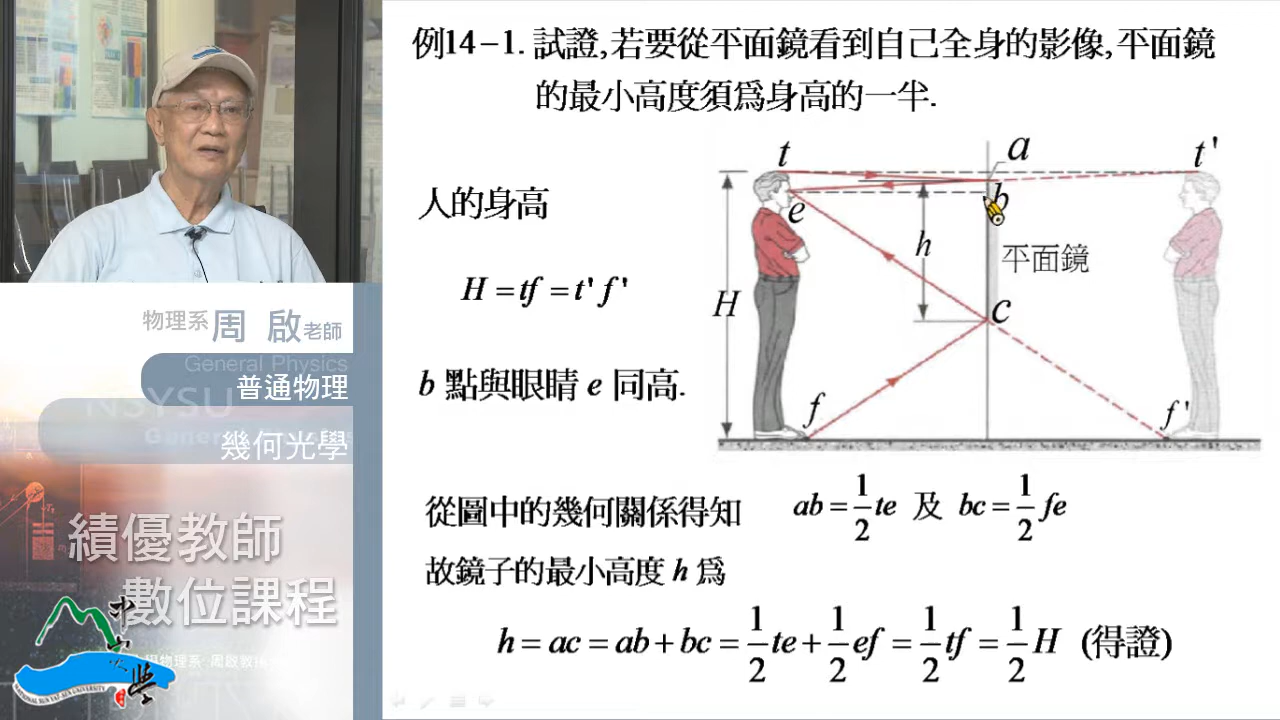 例14－1. 試證,若要從平面鏡看到自己全身的影像,平面鏡
的最小高度須為身高的一半.
人的身高
H = tf = t' f '
b 點與眼睛 e 同高.
t
a
t'
e
b
h
平面鏡
H
c
f
f'
從圖中的幾何關係得知 ab = 1/2 te 及 bc = 1/2 fe
故鏡子的最小高度 h 為
h = ac = ab + bc = 1/2 te + 1/2 ef = 1/2 tf = 1/2 H (得證)
物理系 周 啟 老師
General Physics
普通物理
NSYSU
幾何光學
績優教師
數位課程